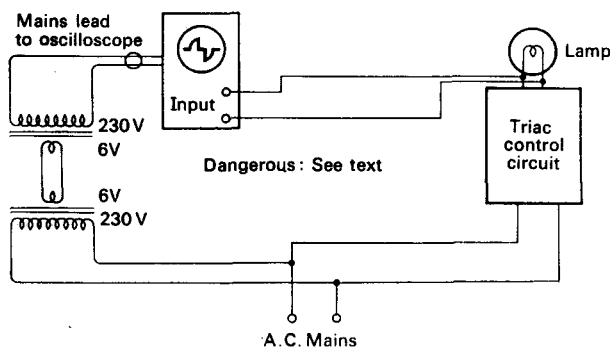 Mains lead
to oscilloscope
Input
Lamp
230 V
6V
Triac
control
circuit
Dangerous: See text
6V
230 V
A.C. Mains